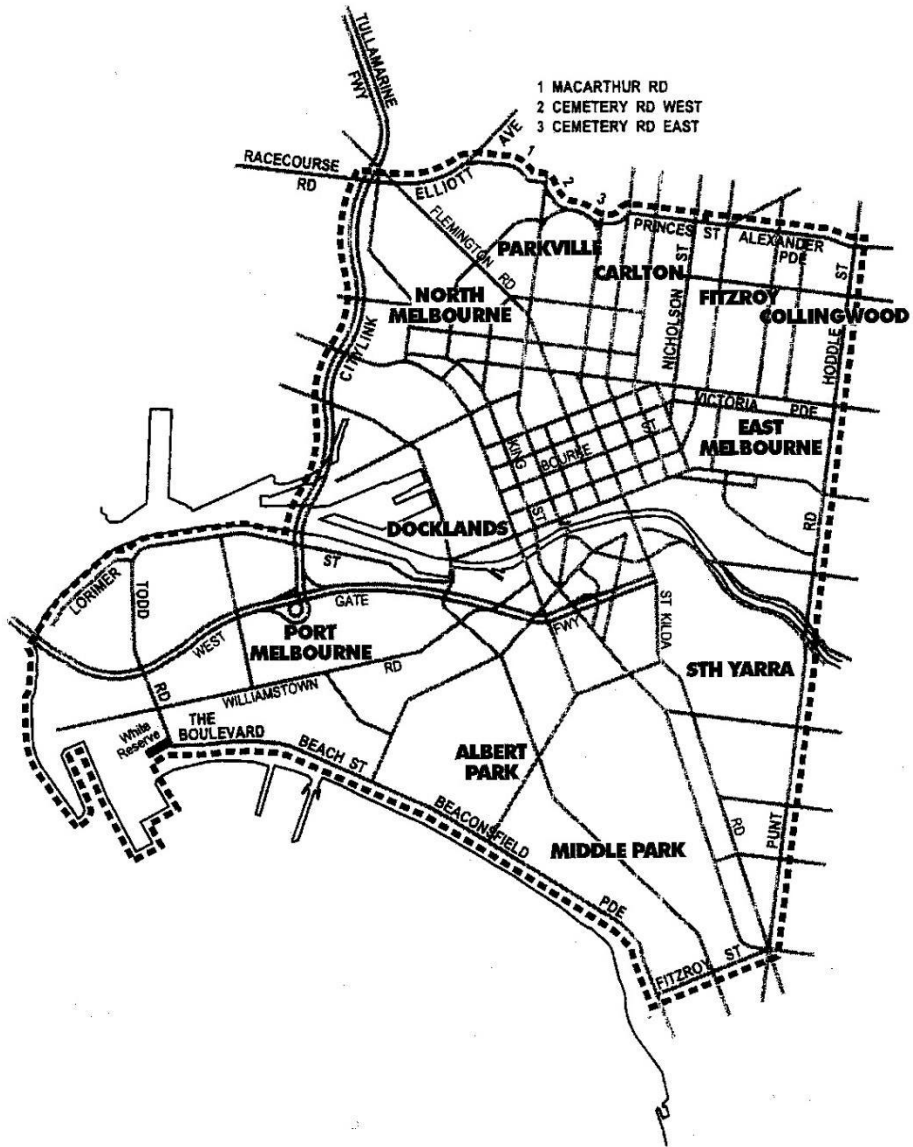 TULLAMARINE
FWY
1 MACARTHUR RD
2 CEMETERY RD WEST
3 CEMETERY RD EAST
RACECOURSE
RD
ELLIOTT
AVE
1
2
3
FLEMINGTON
RD
PARKVILLE
PRINCES ST
ALEXANDER
PDE
CARLTON
NICHOLSON
ST
FITZROY
COLLINGWOOD
HODDLE
ST
NORTH
MELBOURNE
CITYLINK
VICTORIA
PDE
EAST
MELBOURNE
KING
ST
BOURKE
ST
DOCKLANDS
RD
LORIMER
ST
TODD
RD
WEST
GATE
FWY
PORT
MELBOURNE
ST KILDA
RD
STH YARRA
WILLIAMSTOWN
RD
White
Reserve
THE
BOULEVARD
BEACH ST
ALBERT
PARK
BEACONSFIELD
PDE
MIDDLE PARK
PUNT
FITZROY
ST